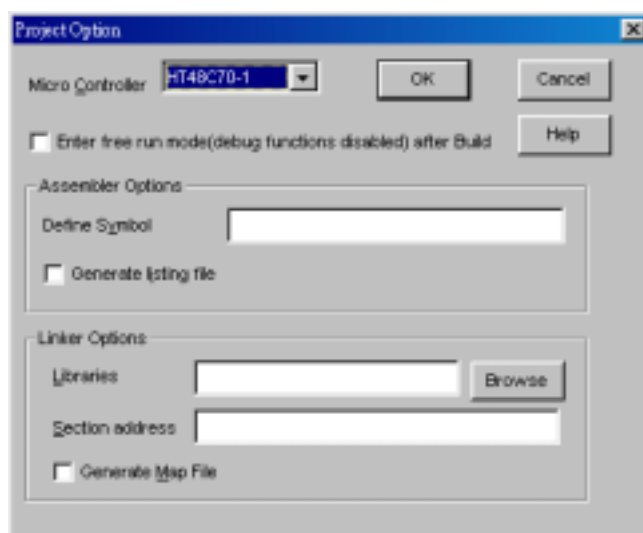 Project Option
Micro Controller HT48C70-1 OK Cancel
Enter free run mode(debug functions disabled) after Build Help
Assembler Options
Define Symbol
Generate listing file
Linker Options
Libraries Browse
Section address
Generate Map File